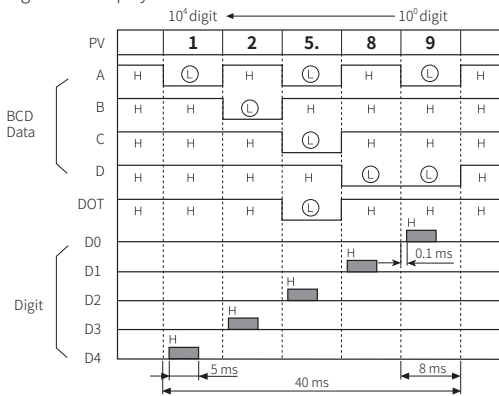 10⁴ digit 10⁰ digit
PV 1 2 5. 8 9
A H L H L H L H
BCD Data
B H H L H H H H
C H H H L H H H
D H H H H L L H
DOT H H H L H H H
D0 H
0.1 ms
D1 H
Digit
D2 H
D3 H
D4 H
5 ms 8 ms
40 ms